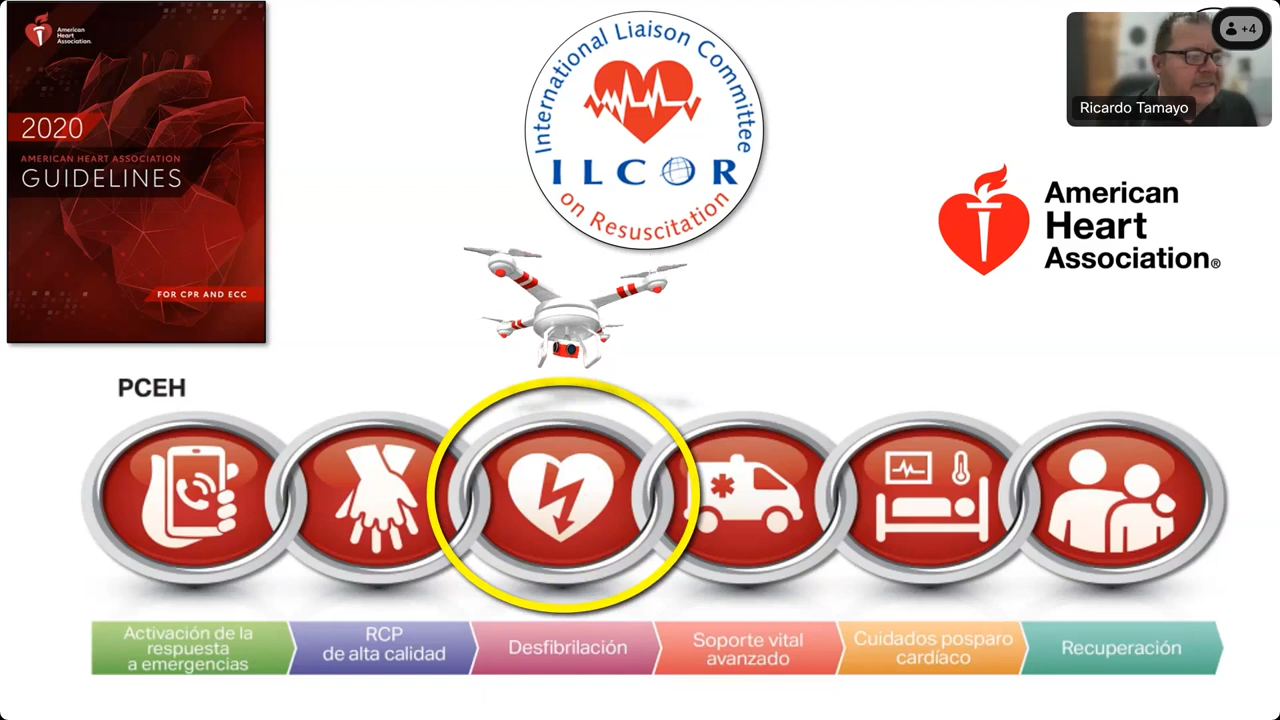 American
Heart
Association.
2020
AMERICAN HEART ASSOCIATION
GUIDELINES
FOR CPR AND ECC
International Liaison Committee
ILCOR
on Resuscitation
+4
Ricardo Tamayo
American
Heart
Association®
PCEH
Activación de la
respuesta
a emergencias
RCP
de alta calidad
Desfibrilación
Soporte vital
avanzado
Cuidados posparo
cardíaco
Recuperación